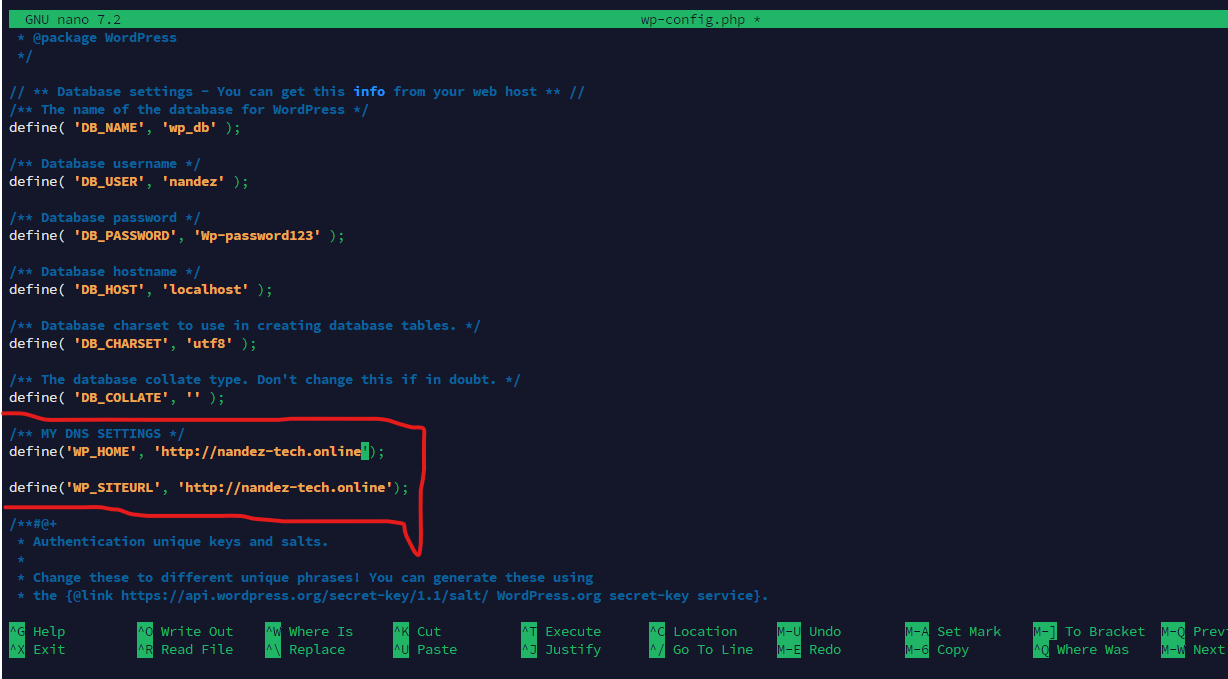 GNU nano 7.2 wp-config.php *
* @package WordPress
*/
// ** Database settings - You can get this info from your web host ** //
/** The name of the database for WordPress */
define( 'DB_NAME', 'wp_db' );
/** Database username */
define( 'DB_USER', 'nandez' );
/** Database password */
define( 'DB_PASSWORD', 'Wp-password123' );
/** Database hostname */
define( 'DB_HOST', 'localhost' );
/** Database charset to use in creating database tables. */
define( 'DB_CHARSET', 'utf8' );
/** The database collate type. Don't change this if in doubt. */
define( 'DB_COLLATE', '' );
/** MY DNS SETTINGS */
define('WP_HOME', 'http://nandez-tech.online');
define('WP_SITEURL', 'http://nandez-tech.online');
/**#@+
* Authentication unique keys and salts.
*
* Change these to different unique phrases! You can generate these using
* the {@link https://api.wordpress.org/secret-key/1.1/salt/ WordPress.org secret-key service}.
^G Help ^O Write Out ^W Where Is ^K Cut ^T Execute ^C Location M-U Undo M-A Set Mark M-] To Bracket M-Q Prev
^X Exit ^R Read File ^\ Replace ^U Paste ^J Justify ^/ Go To Line M-E Redo M-6 Copy ^Q Where Was M-W Next